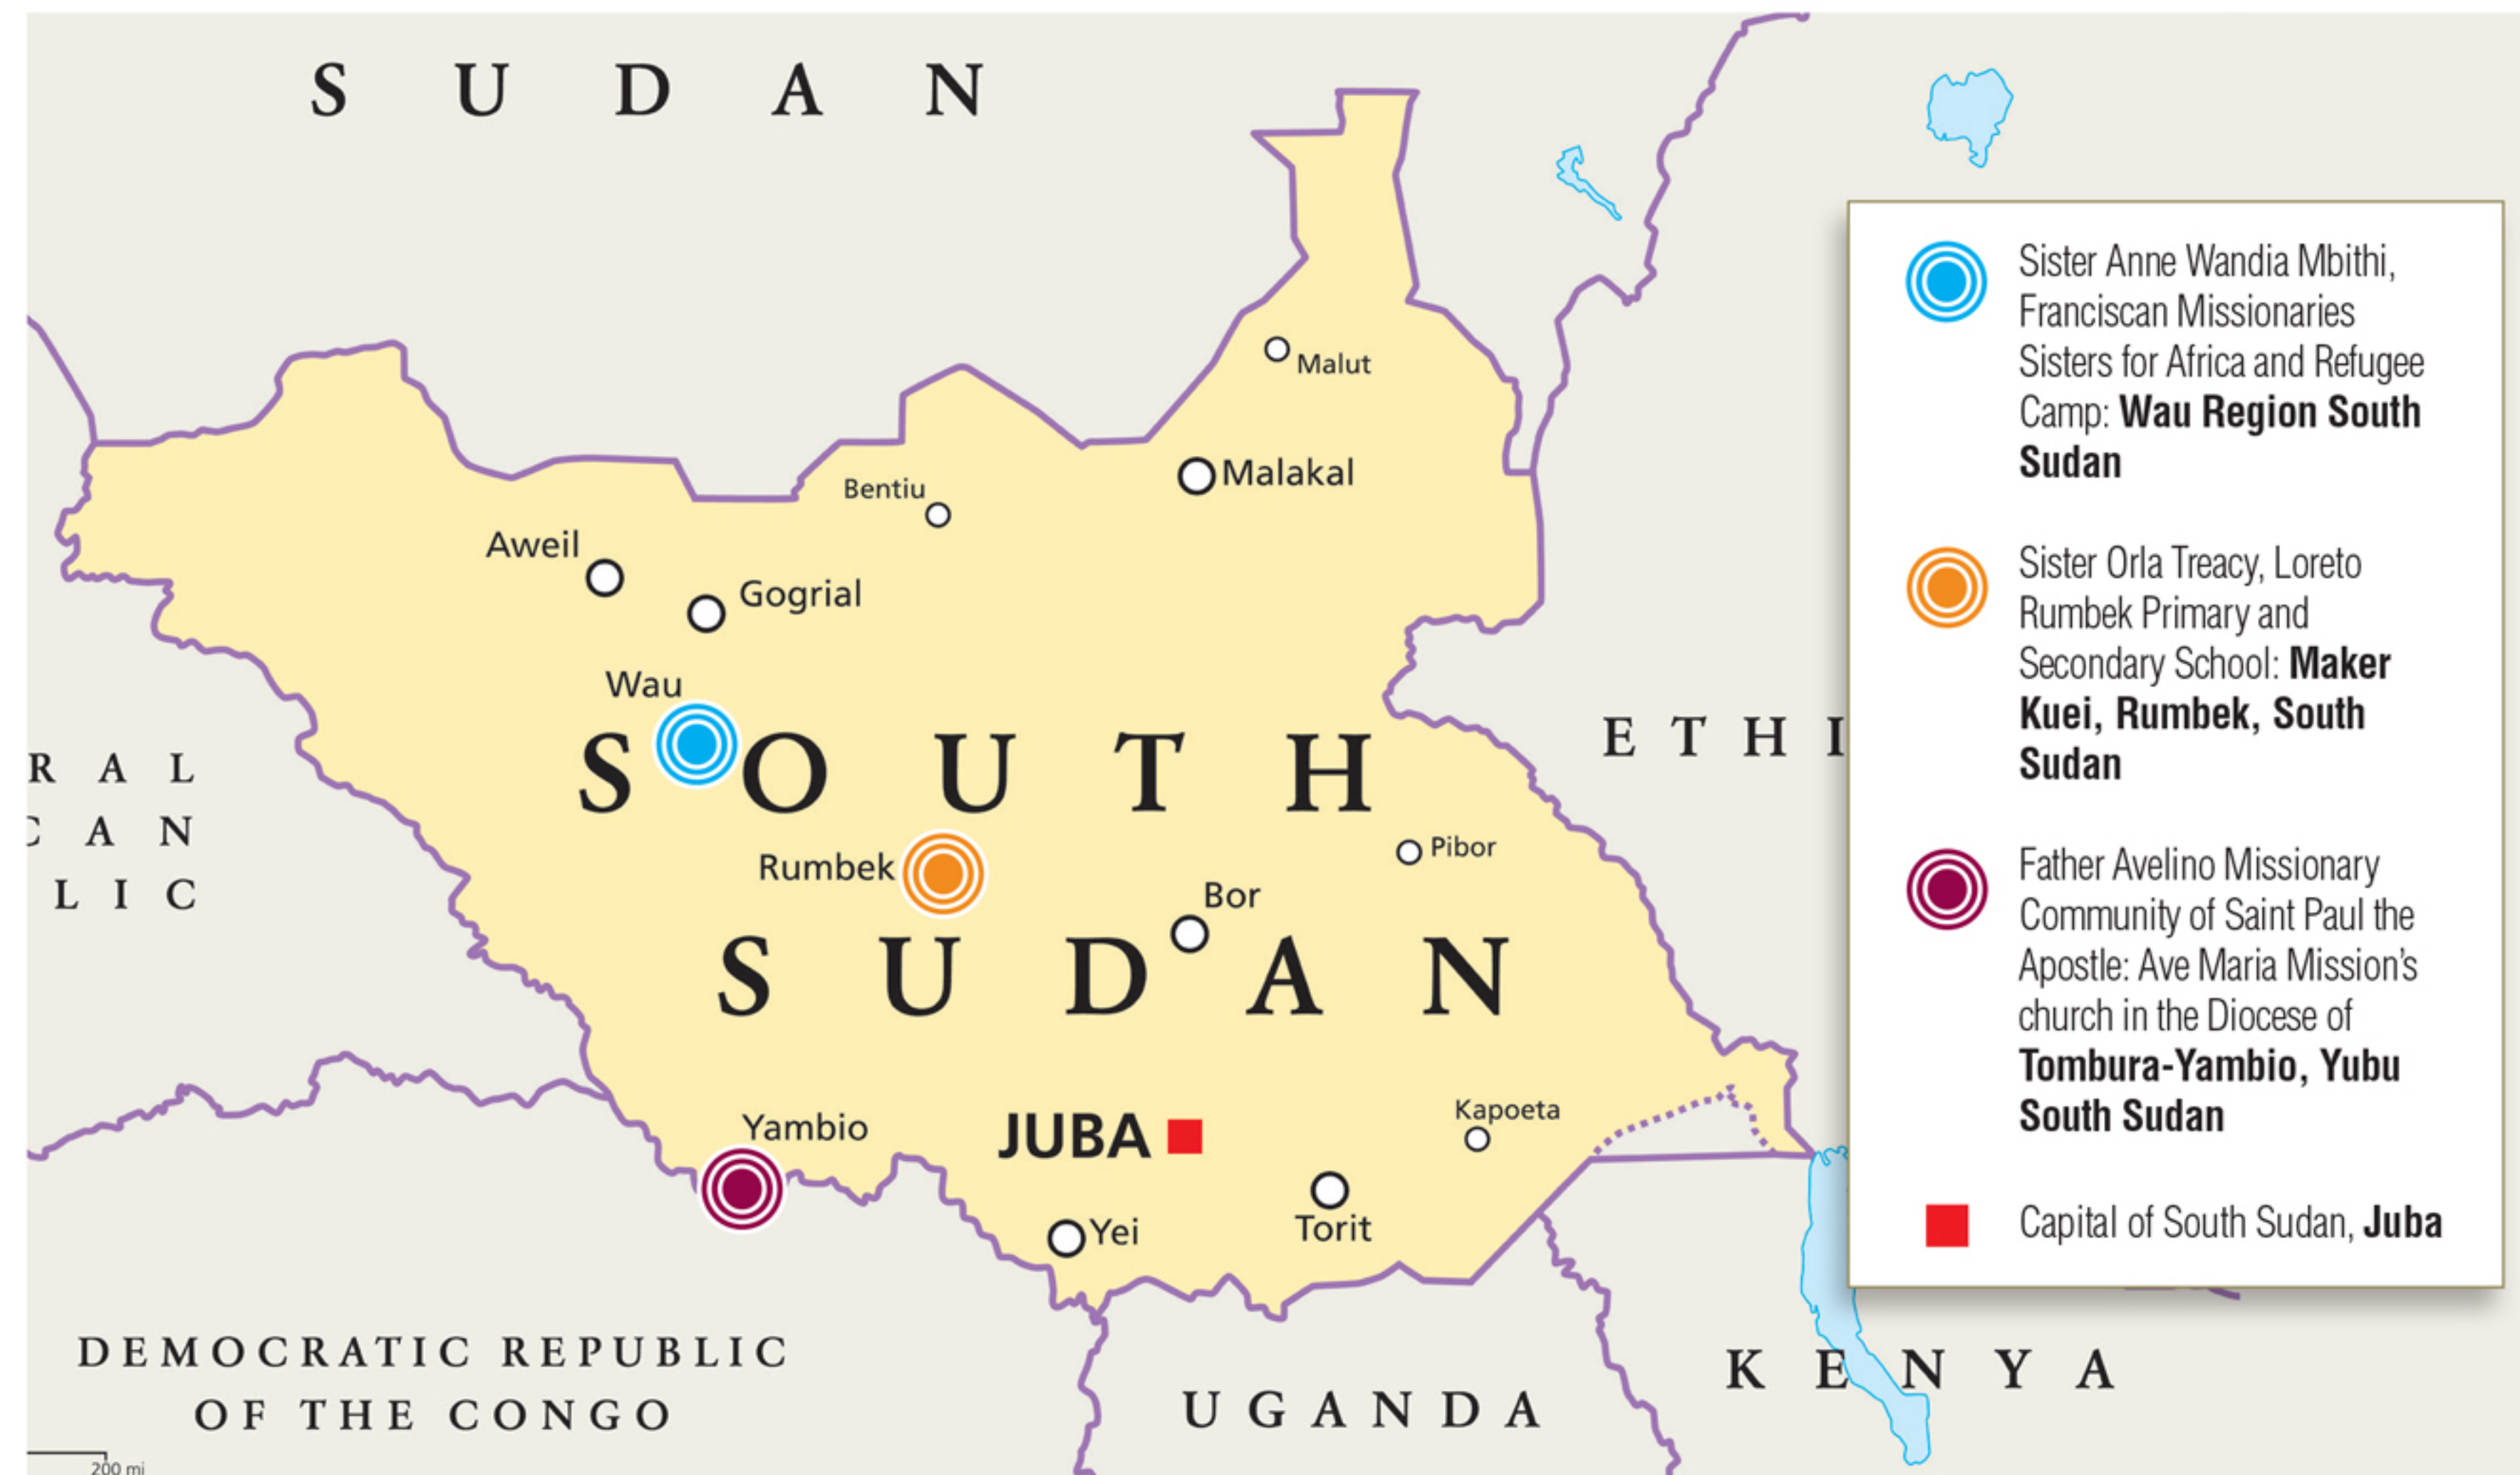 S U D A N
Malut
Malakal
Bentiu
Aweil
Gogrial
Wau
S O U T H
E T H I
R A L
C A N
L I C
Rumbek
Pibor
Bor
S U D A N
Yambio
JUBA
Kapoeta
Yei
Torit
DEMOCRATIC REPUBLIC
OF THE CONGO
U G A N D A
K E N Y A
200 mi
Sister Anne Wandia Mbithi,
Franciscan Missionaries
Sisters for Africa and Refugee
Camp: Wau Region South
Sudan
Sister Orla Treacy, Loreto
Rumbek Primary and
Secondary School: Maker
Kuei, Rumbek, South
Sudan
Father Avelino Missionary
Community of Saint Paul the
Apostle: Ave Maria Mission's
church in the Diocese of
Tombura-Yambio, Yubu
South Sudan
Capital of South Sudan, Juba